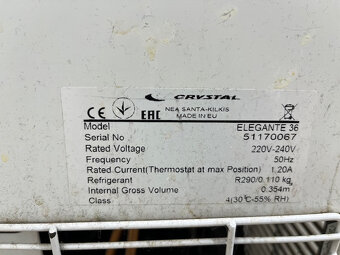 CRYSTAL
CE EAC NEA SANTA-KILKIS
MADE IN EU
Model ELEGANTE 36
Serial No 51170067
Rated Voltage 220V-240V
Frequency 50Hz
Rated Current(Thermostat at max Position) 1.20A
Refrigerant R290/0.110 kg
Internal Gross Volume 0.354m
Class 4(30°C-55% RH)